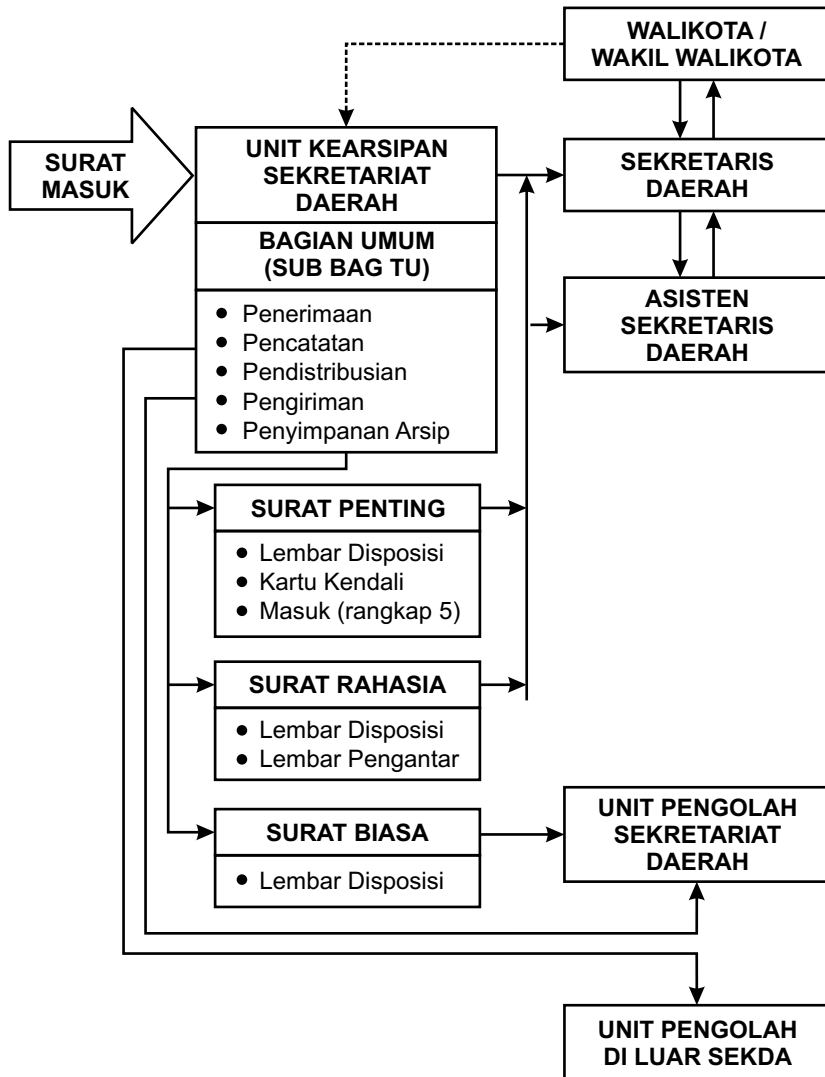 WALIKOTA /
WAKIL WALIKOTA
SURAT
MASUK
UNIT KEARSIPAN
SEKRETARIAT
DAERAH
SEKRETARIS
DAERAH
BAGIAN UMUM
(SUB BAG TU)
ASISTEN
SEKRETARIS
DAERAH
• Penerimaan
• Pencatatan
• Pendistribusian
• Pengiriman
• Penyimpanan Arsip
SURAT PENTING
• Lembar Disposisi
• Kartu Kendali
• Masuk (rangkap 5)
SURAT RAHASIA
• Lembar Disposisi
• Lembar Pengantar
SURAT BIASA
• Lembar Disposisi
UNIT PENGOLAH
SEKRETARIAT
DAERAH
UNIT PENGOLAH
DI LUAR SEKDA